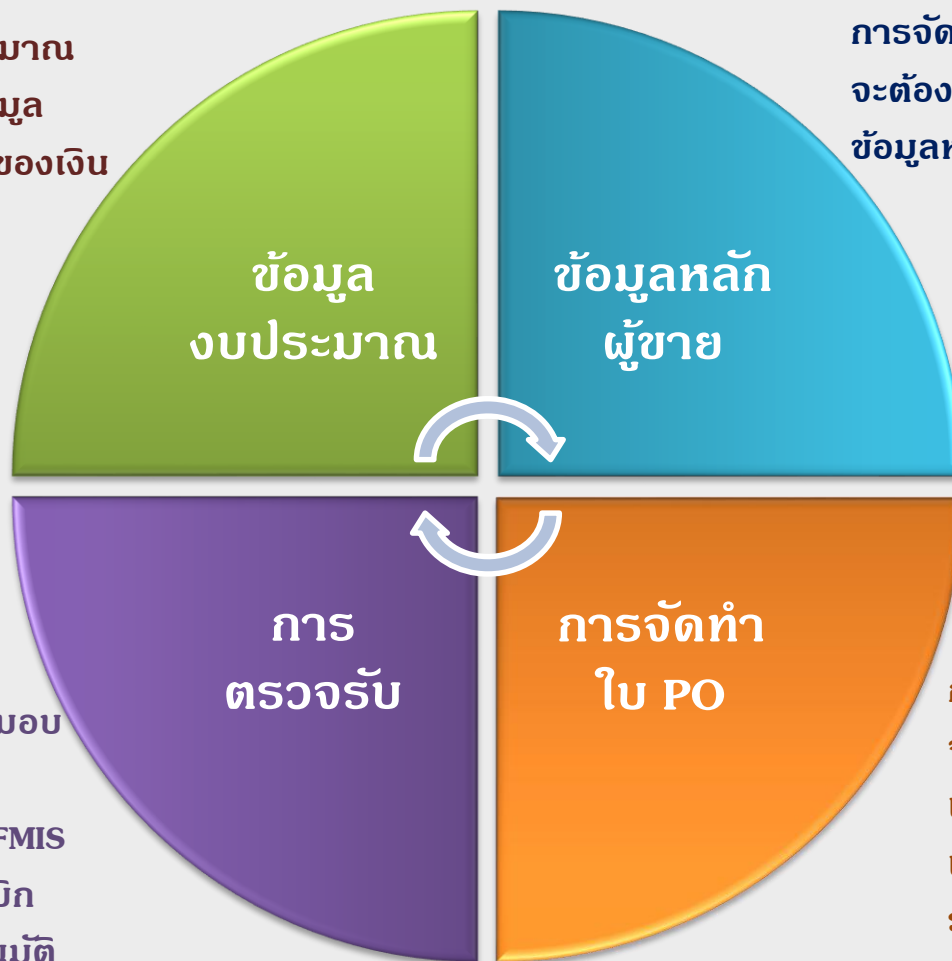 มาณ
มูล
ของเงิน
การจัด
จะต้อง
ข้อมูล
ข้อมูล
งบประมาณ
ข้อมูลหลัก
ผู้ขาย
การ
ตรวจรับ
การจัดทำ
ใบ PO
มอบ
FMIS
บิก